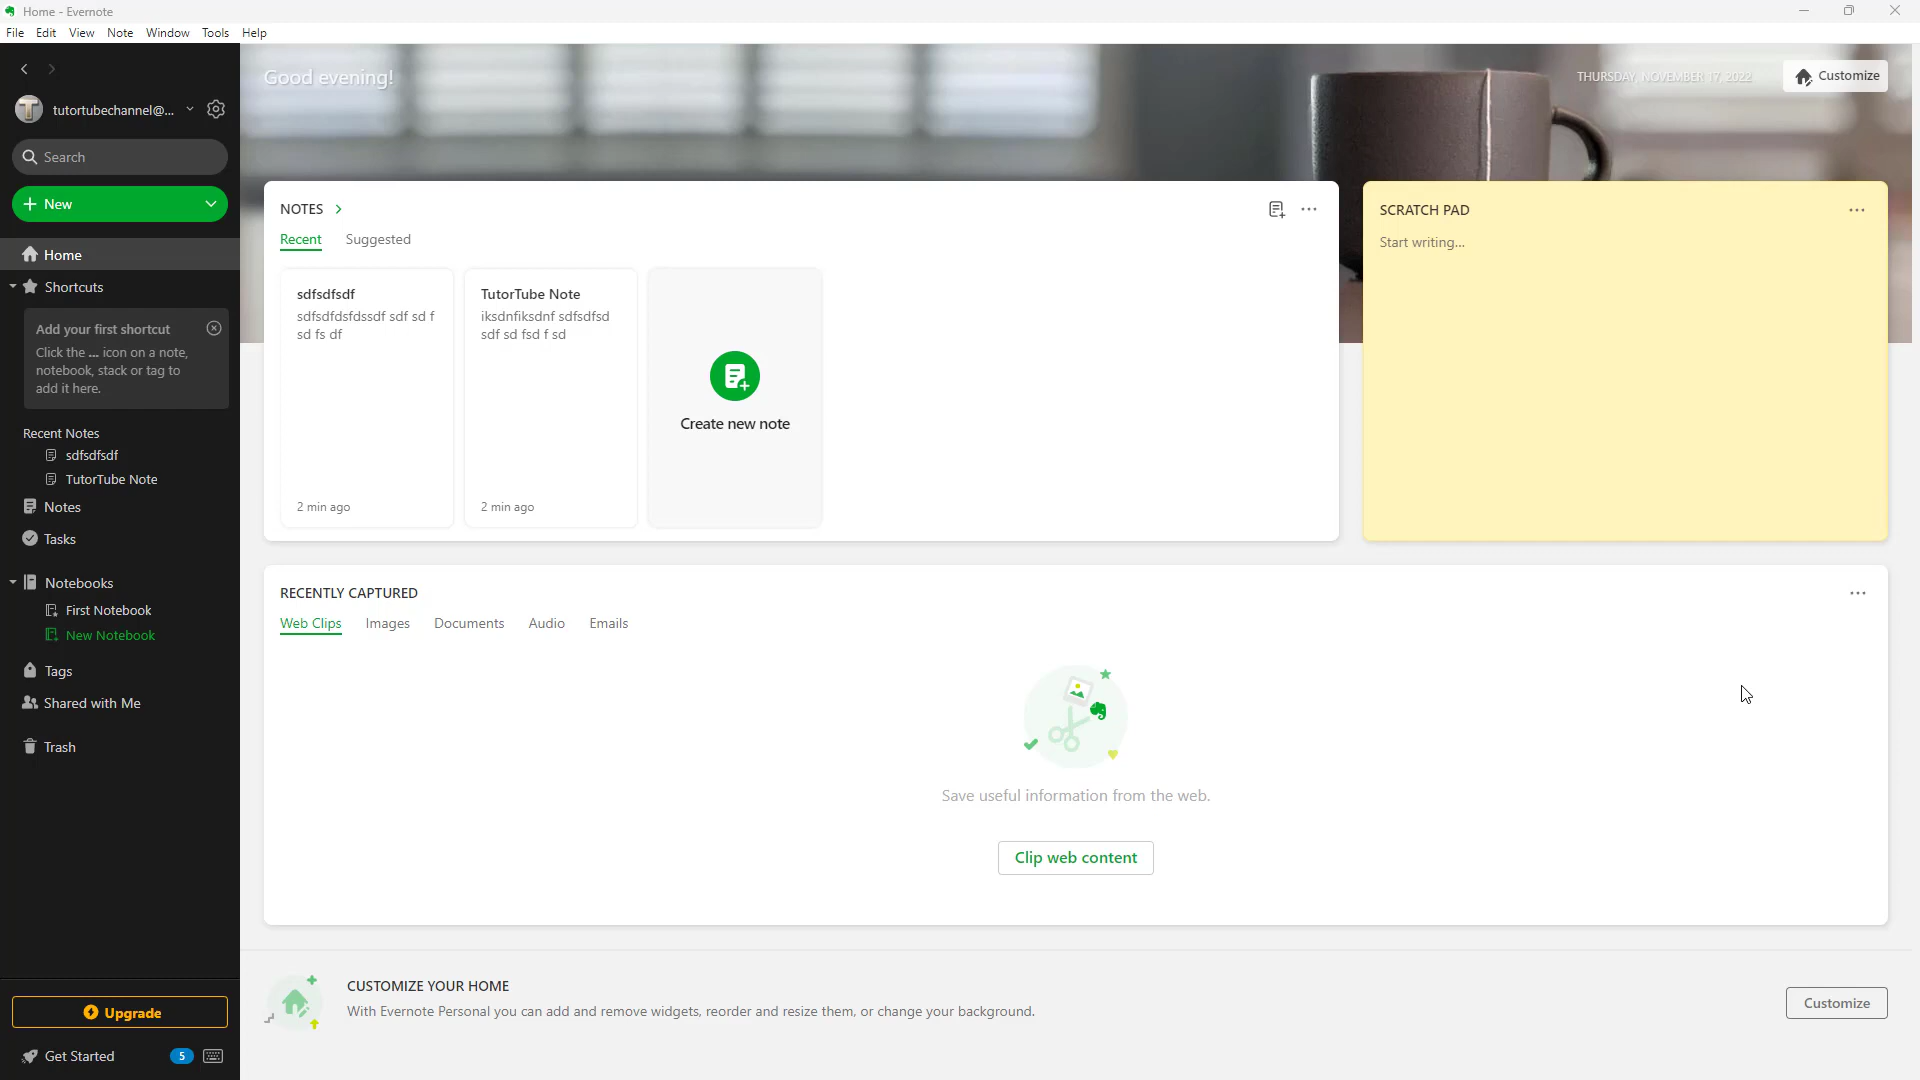 Home - Evernote
File Edit View Note Window Tools Help
tutortubechannel@...
Search
New
Home
Shortcuts
Add your first shortcut
Click the ... icon on a note,
notebook, stack or tag to
add it here.
Recent Notes
sdfsdfsdf
TutorTube Note
Notes
Tasks
Notebooks
First Notebook
New Notebook
Tags
Shared with Me
Trash
Upgrade
Get Started 5
Good evening!
THURSDAY, NOVEMBER 17, 2022
Customize
NOTES
Recent Suggested
sdfsdfsdf
sdfsdfdsfdssdf sdf sd f
sd fs df
2 min ago
TutorTube Note
iksdnfiksdnf sdfsdfsd
sdf sd fsd f sd
2 min ago
Create new note
SCRATCH PAD
Start writing...
RECENTLY CAPTURED
Web Clips Images Documents Audio Emails
Save useful information from the web.
Clip web content
CUSTOMIZE YOUR HOME
With Evernote Personal you can add and remove widgets, reorder and resize them, or change your background.
Customize